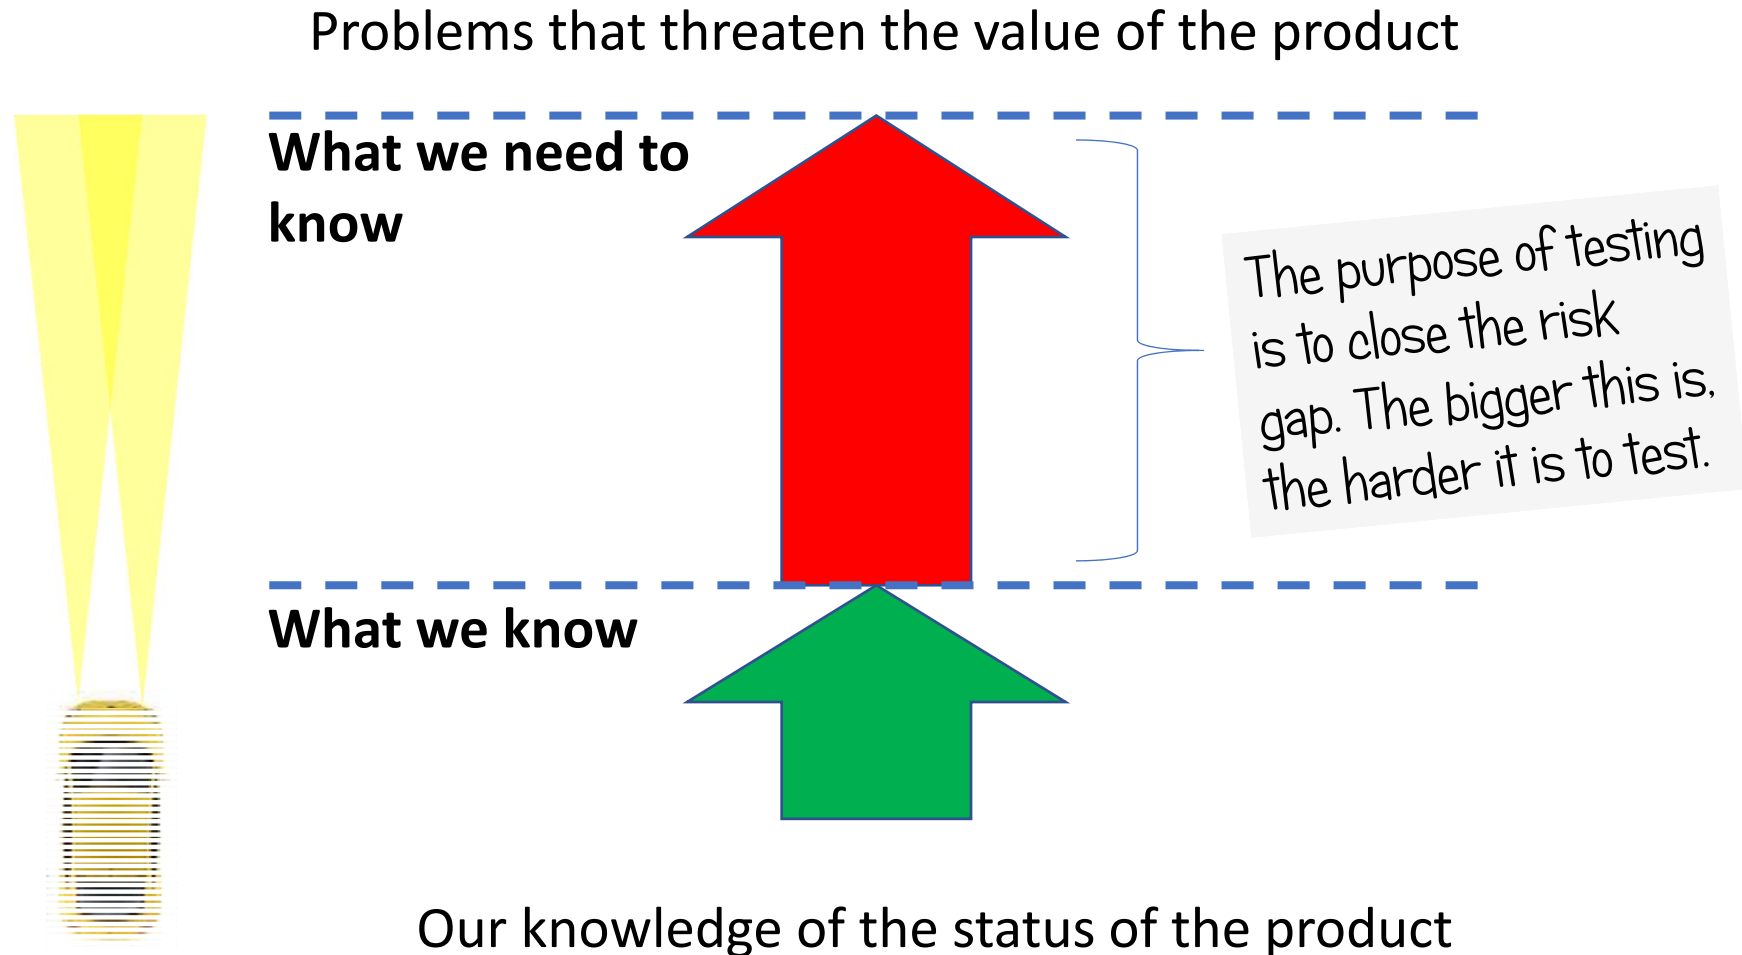 Problems that threaten the value of the product
What we need to
know
The purpose of testing
is to close the risk
gap. The bigger this is,
the harder it is to test.
What we know
Our knowledge of the status of the product